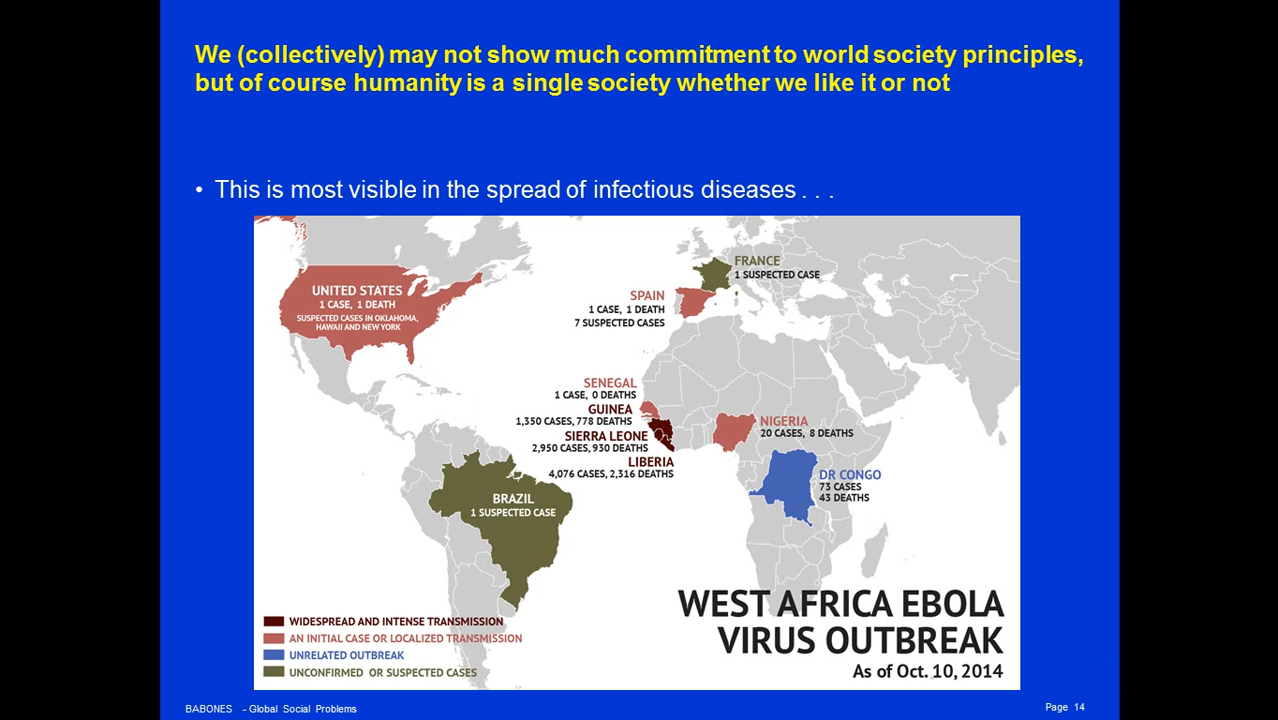 We (collectively) may not show much commitment to world society principles,
but of course humanity is a single society whether we like it or not
• This is most visible in the spread of infectious diseases . . .
UNITED STATES
1 CASE, 1 DEATH
SUSPECTED CASES IN OKLAHOMA,
HAWAII AND NEW YORK
FRANCE
1 SUSPECTED CASE
SPAIN
1 CASE, 1 DEATH
7 SUSPECTED CASES
SENEGAL
1 CASE, 0 DEATHS
GUINEA
1,350 CASES, 778 DEATHS
SIERRA LEONE
2,950 CASES, 930 DEATHS
LIBERIA
4,076 CASES, 2,316 DEATHS
NIGERIA
20 CASES, 8 DEATHS
DR CONGO
73 CASES
43 DEATHS
BRAZIL
1 SUSPECTED CASE
WEST AFRICA EBOLA
VIRUS OUTBREAK
As of Oct. 10, 2014
WIDESPREAD AND INTENSE TRANSMISSION
AN INITIAL CASE OR LOCALIZED TRANSMISSION
UNRELATED OUTBREAK
UNCONFIRMED OR SUSPECTED CASES
BABONES - Global Social Problems
Page 14